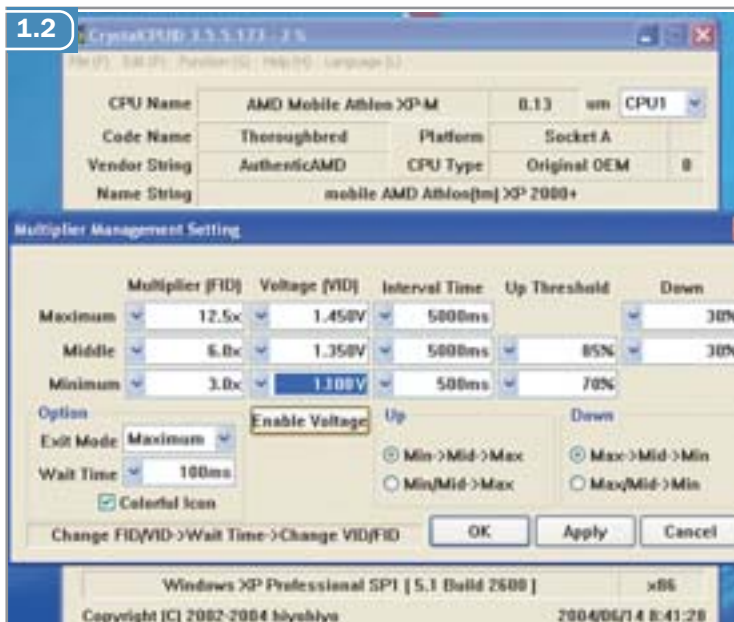 1.2
CrystalCPUID 3.5.5.173
File (F) Edit (E) Function (G) Help (H) Language (L)
CPU Name AMD Mobile Athlon XP-M 0.13 um CPU1
Code Name Thoroughbred Platform Socket A
Vendor String AuthenticAMD CPU Type Original OEM 0
Name String mobile AMD Athlon(tm) XP 2000+
Multiplier Management Setting
Multiplier (FID) Voltage (VID) Interval Time Up Threshold Down
Maximum 12.5x 1.450V 5000ms 30%
Middle 6.0x 1.350V 5000ms 85% 30%
Minimum 3.0x 1.100V 500ms 70%
Option Enable Voltage Up Down
Exit Mode Maximum Min->Mid->Max Max->Mid->Min
Wait Time 100ms Min/Mid->Max Max/Mid->Min
Colorful Icon
Change FID/VID->Wait Time->Change VID/FID OK Apply Cancel
Windows XP Professional SP1 [ 5.1 Build 2600 ] x86
Copyright (C) 2002-2004 hiyohiyo 2004/06/14 8:41:28